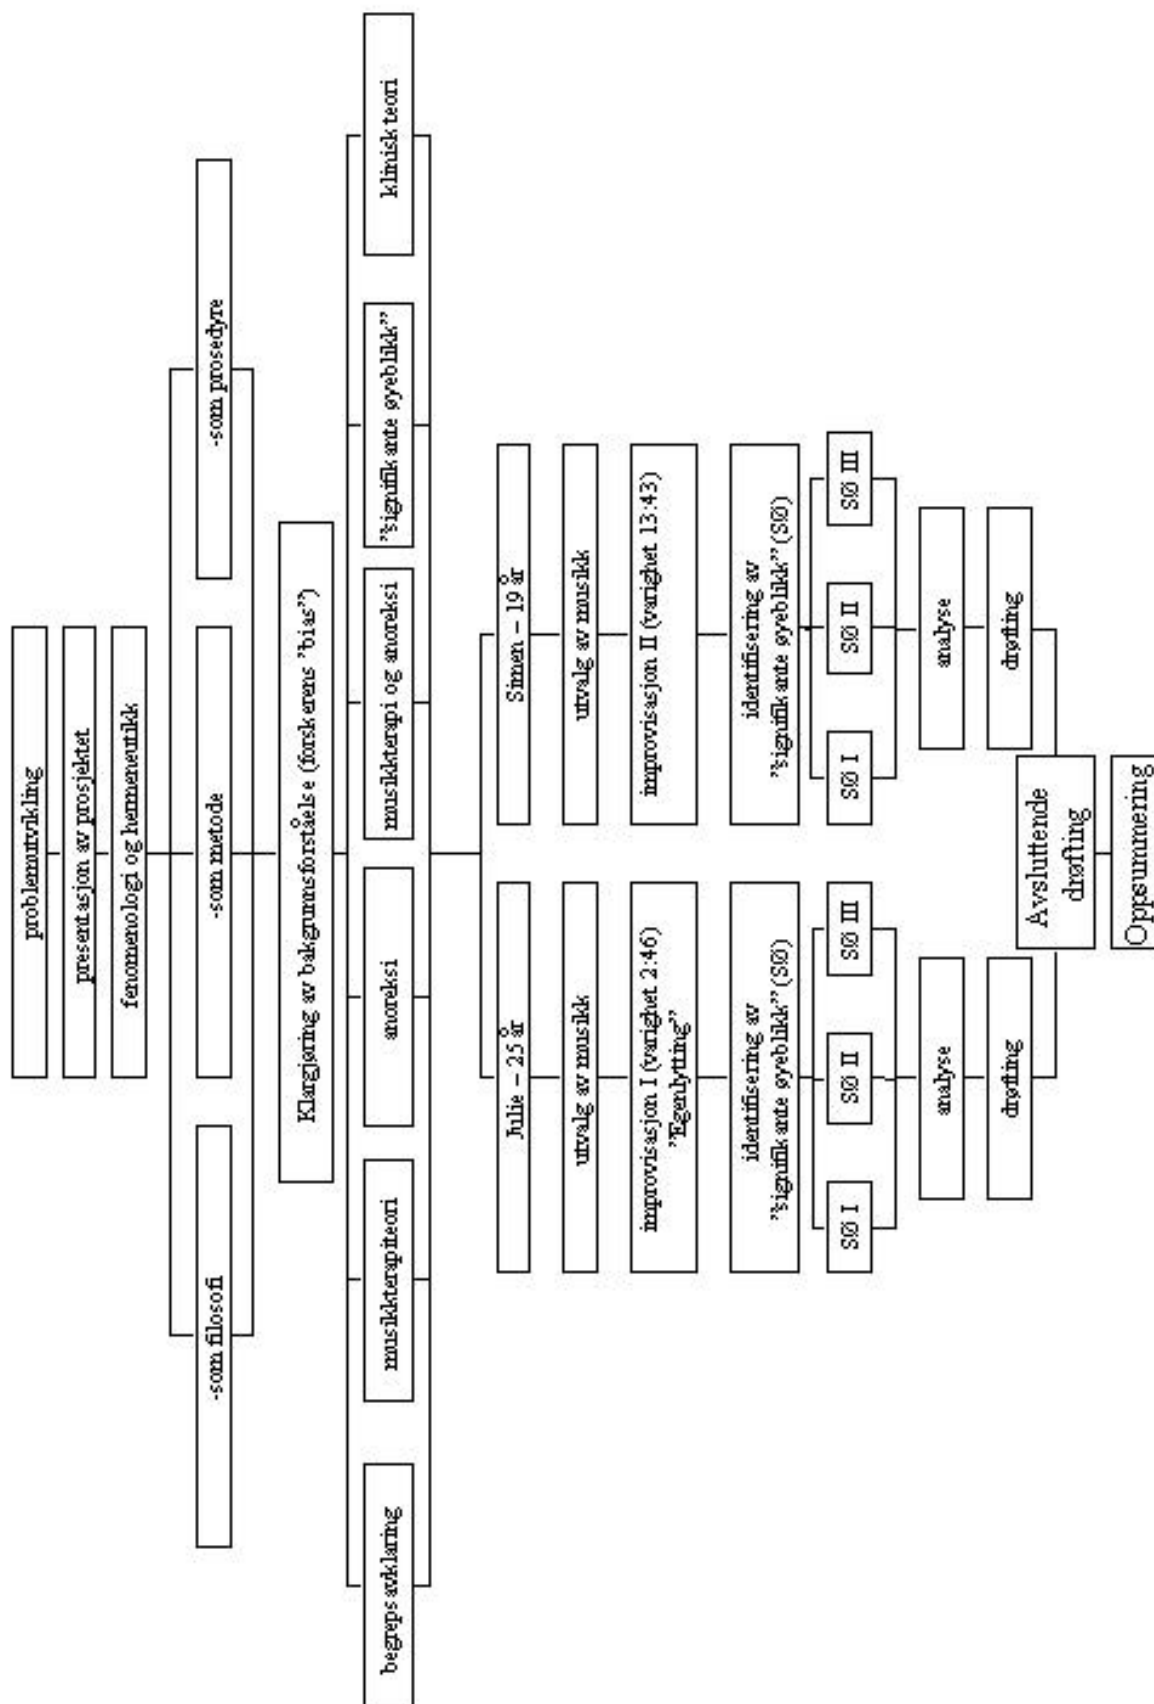 problemutvikling
presentasjon av prosjektet
fenomenologi og hermeneutikk
-som filosofi
-som metode
-som prosedyre
Klargjøring av bakgrunnsforståelse (forskerens "bias")
begrepsavklaring
musikkterapiteori
anoreksi
musikkterapi og anoreksi
"signifikante øyeblikk"
klinisk teori
Julie – 25 år
utvalg av musikk
improvisasjon I (varighet 2:46)
"Egenlytting"
identifisering av
"signifikante øyeblikk" (SØ)
SØ I
SØ II
SØ III
analyse
drøfting
Simen – 19 år
utvalg av musikk
improvisasjon II (varighet 13:43)
identifisering av
"signifikante øyeblikk" (SØ)
SØ I
SØ II
SØ III
analyse
drøfting
Avsluttende
drøfting
Oppsummering